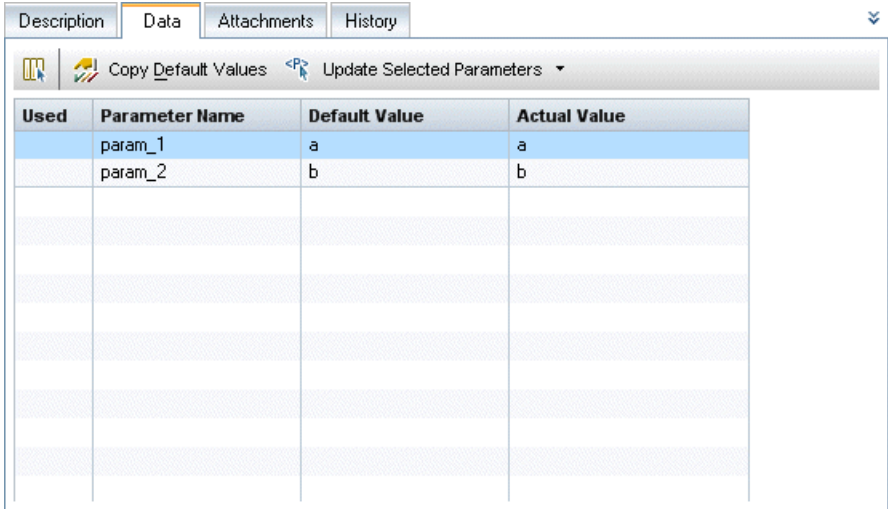 Description Data Attachments History
Copy Default Values <P> Update Selected Parameters
Used Parameter Name Default Value Actual Value
param_1 a a
param_2 b b